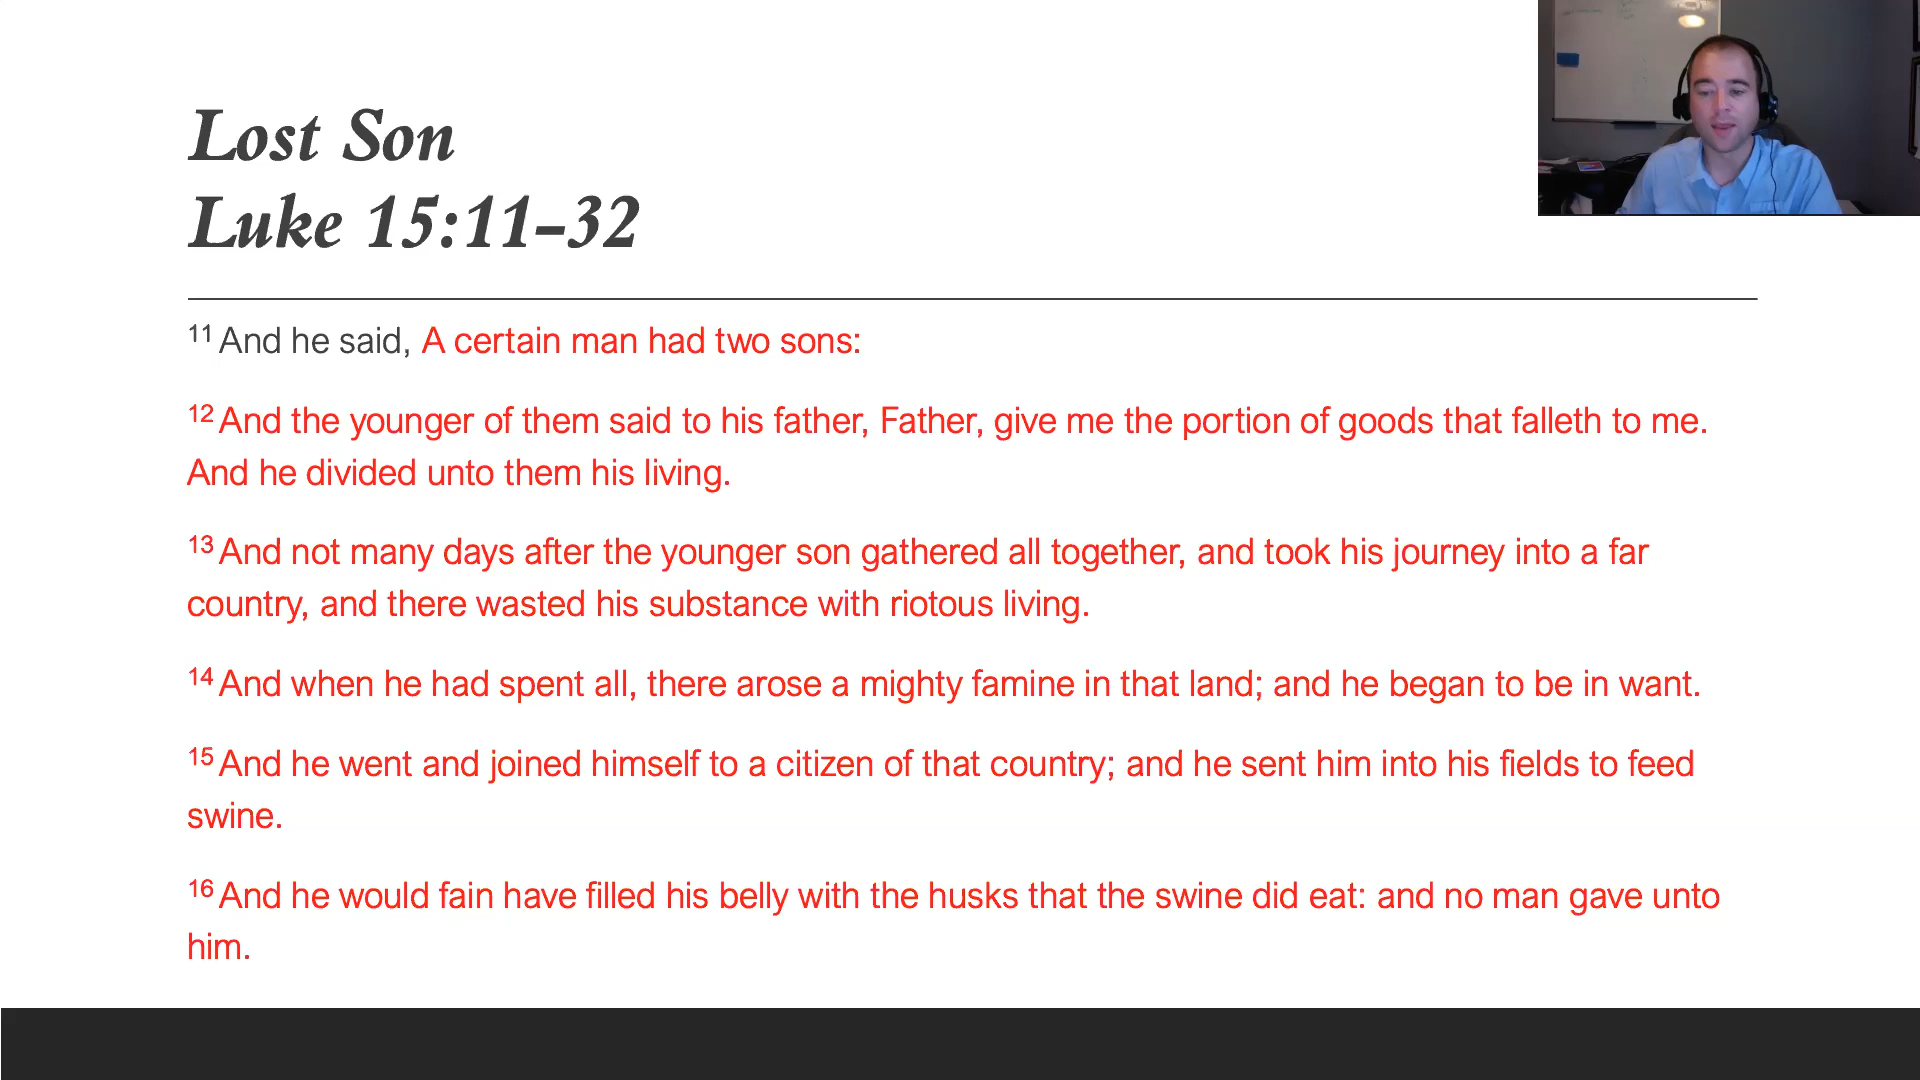 Lost Son
Luke 15:11–32
11 And he said, A certain man had two sons:
12 And the younger of them said to his father, Father, give me the portion of goods that falleth to me.
And he divided unto them his living.
13 And not many days after the younger son gathered all together, and took his journey into a far
country, and there wasted his substance with riotous living.
14 And when he had spent all, there arose a mighty famine in that land; and he began to be in want.
15 And he went and joined himself to a citizen of that country; and he sent him into his fields to feed
swine.
16 And he would fain have filled his belly with the husks that the swine did eat: and no man gave unto
him.